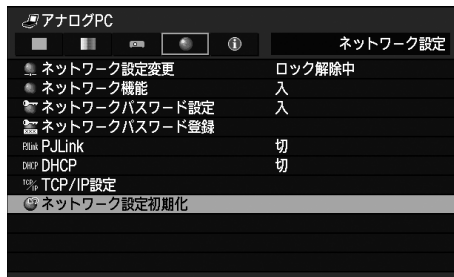 アナログPC
ネットワーク設定
ネットワーク設定変更 ロック解除中
ネットワーク機能 入
ネットワークパスワード設定 入
ネットワークパスワード登録
PJLink PJLink 切
DHCP DHCP 切
TCP/IP TCP/IP設定
ネットワーク設定初期化